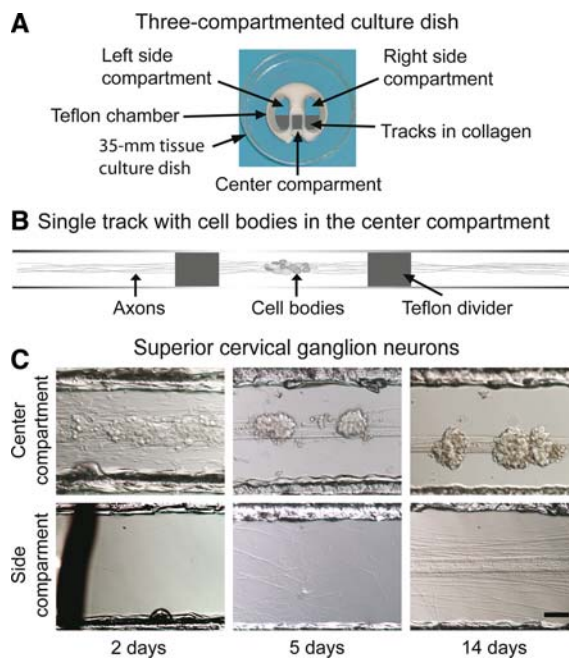 A
Three-compartmented culture dish
Left side
compartment
Right side
compartment
Teflon chamber
Tracks in collagen
35-mm tissue
culture dish
Center comparment
B
Single track with cell bodies in the center compartment
Axons
Cell bodies
Teflon divider
C
Superior cervical ganglion neurons
Center
compartment
Side
comparment
2 days
5 days
14 days